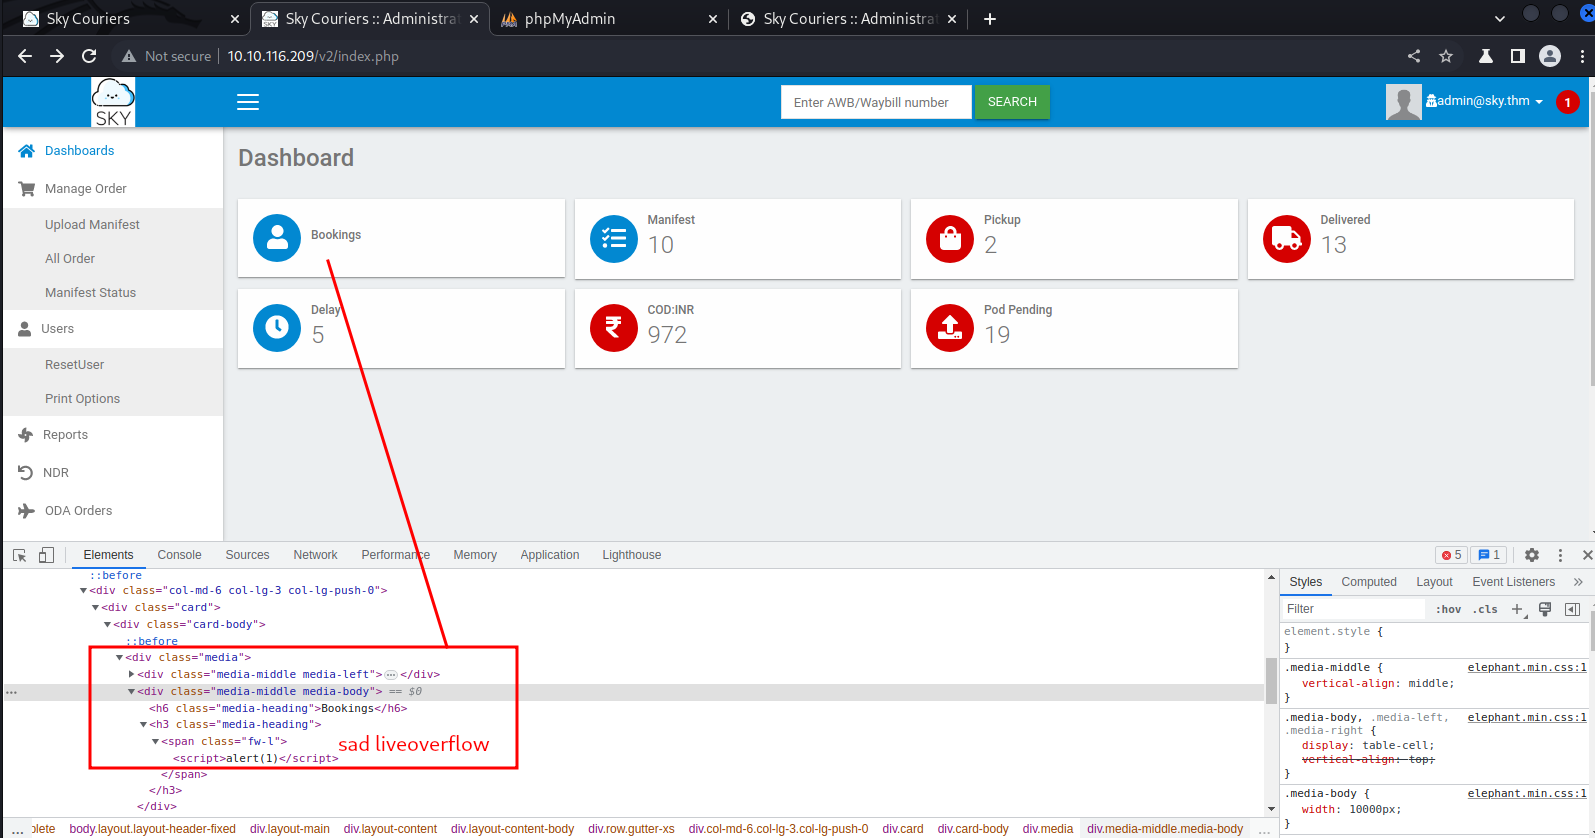 Sky Couriers
Sky Couriers :: Administra
phpMyAdmin
Sky Couriers :: Administra
Not secure 10.10.116.209/v2/index.php
SKY
Enter AWB/Waybill number
SEARCH
admin@sky.thm
1
Dashboards
Manage Order
Upload Manifest
All Order
Manifest Status
Users
ResetUser
Print Options
Reports
NDR
ODA Orders
Dashboard
Bookings
Manifest
10
Pickup
2
Delivered
13
Delay
5
COD:INR
972
Pod Pending
19
Elements Console Sources Network Performance Memory Application Lighthouse
5 1
::before
<div class="col-md-6 col-lg-3 col-lg-push-0">
<div class="card">
<div class="card-body">
::before
<div class="media">
<div class="media-middle media-left">…</div>
… <div class="media-middle media-body"> == $0
<h6 class="media-heading">Bookings</h6>
<h3 class="media-heading">
<span class="fw-l">
sad liveoverflow
<script>alert(1)</script>
</span>
</h3>
</div>
Styles Computed Layout Event Listeners »
Filter :hov .cls +
element.style {
}
.media-middle { elephant.min.css:1
vertical-align: middle;
}
.media-body, .media-left, elephant.min.css:1
.media-right {
display: table-cell;
vertical-align: top;
}
.media-body { elephant.min.css:1
width: 10000px;
}
… plete body.layout.layout-header-fixed div.layout-main div.layout-content div.layout-content-body div.row.gutter-xs div.col-md-6.col-lg-3.col-lg-push-0 div.card div.card-body div.media div.media-middle.media-body …